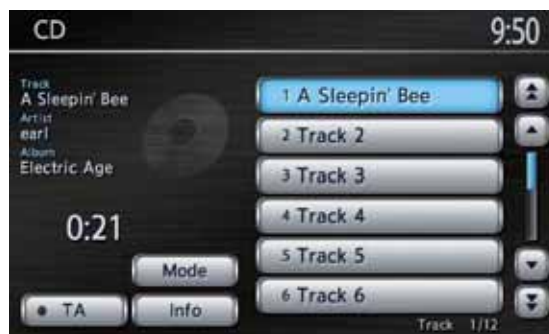 CD
9:50
Track
A Sleepin' Bee
Artist
earl
Album
Electric Age
0:21
Mode
TA
Info
1 A Sleepin' Bee
2 Track 2
3 Track 3
4 Track 4
5 Track 5
6 Track 6
Track 1/12